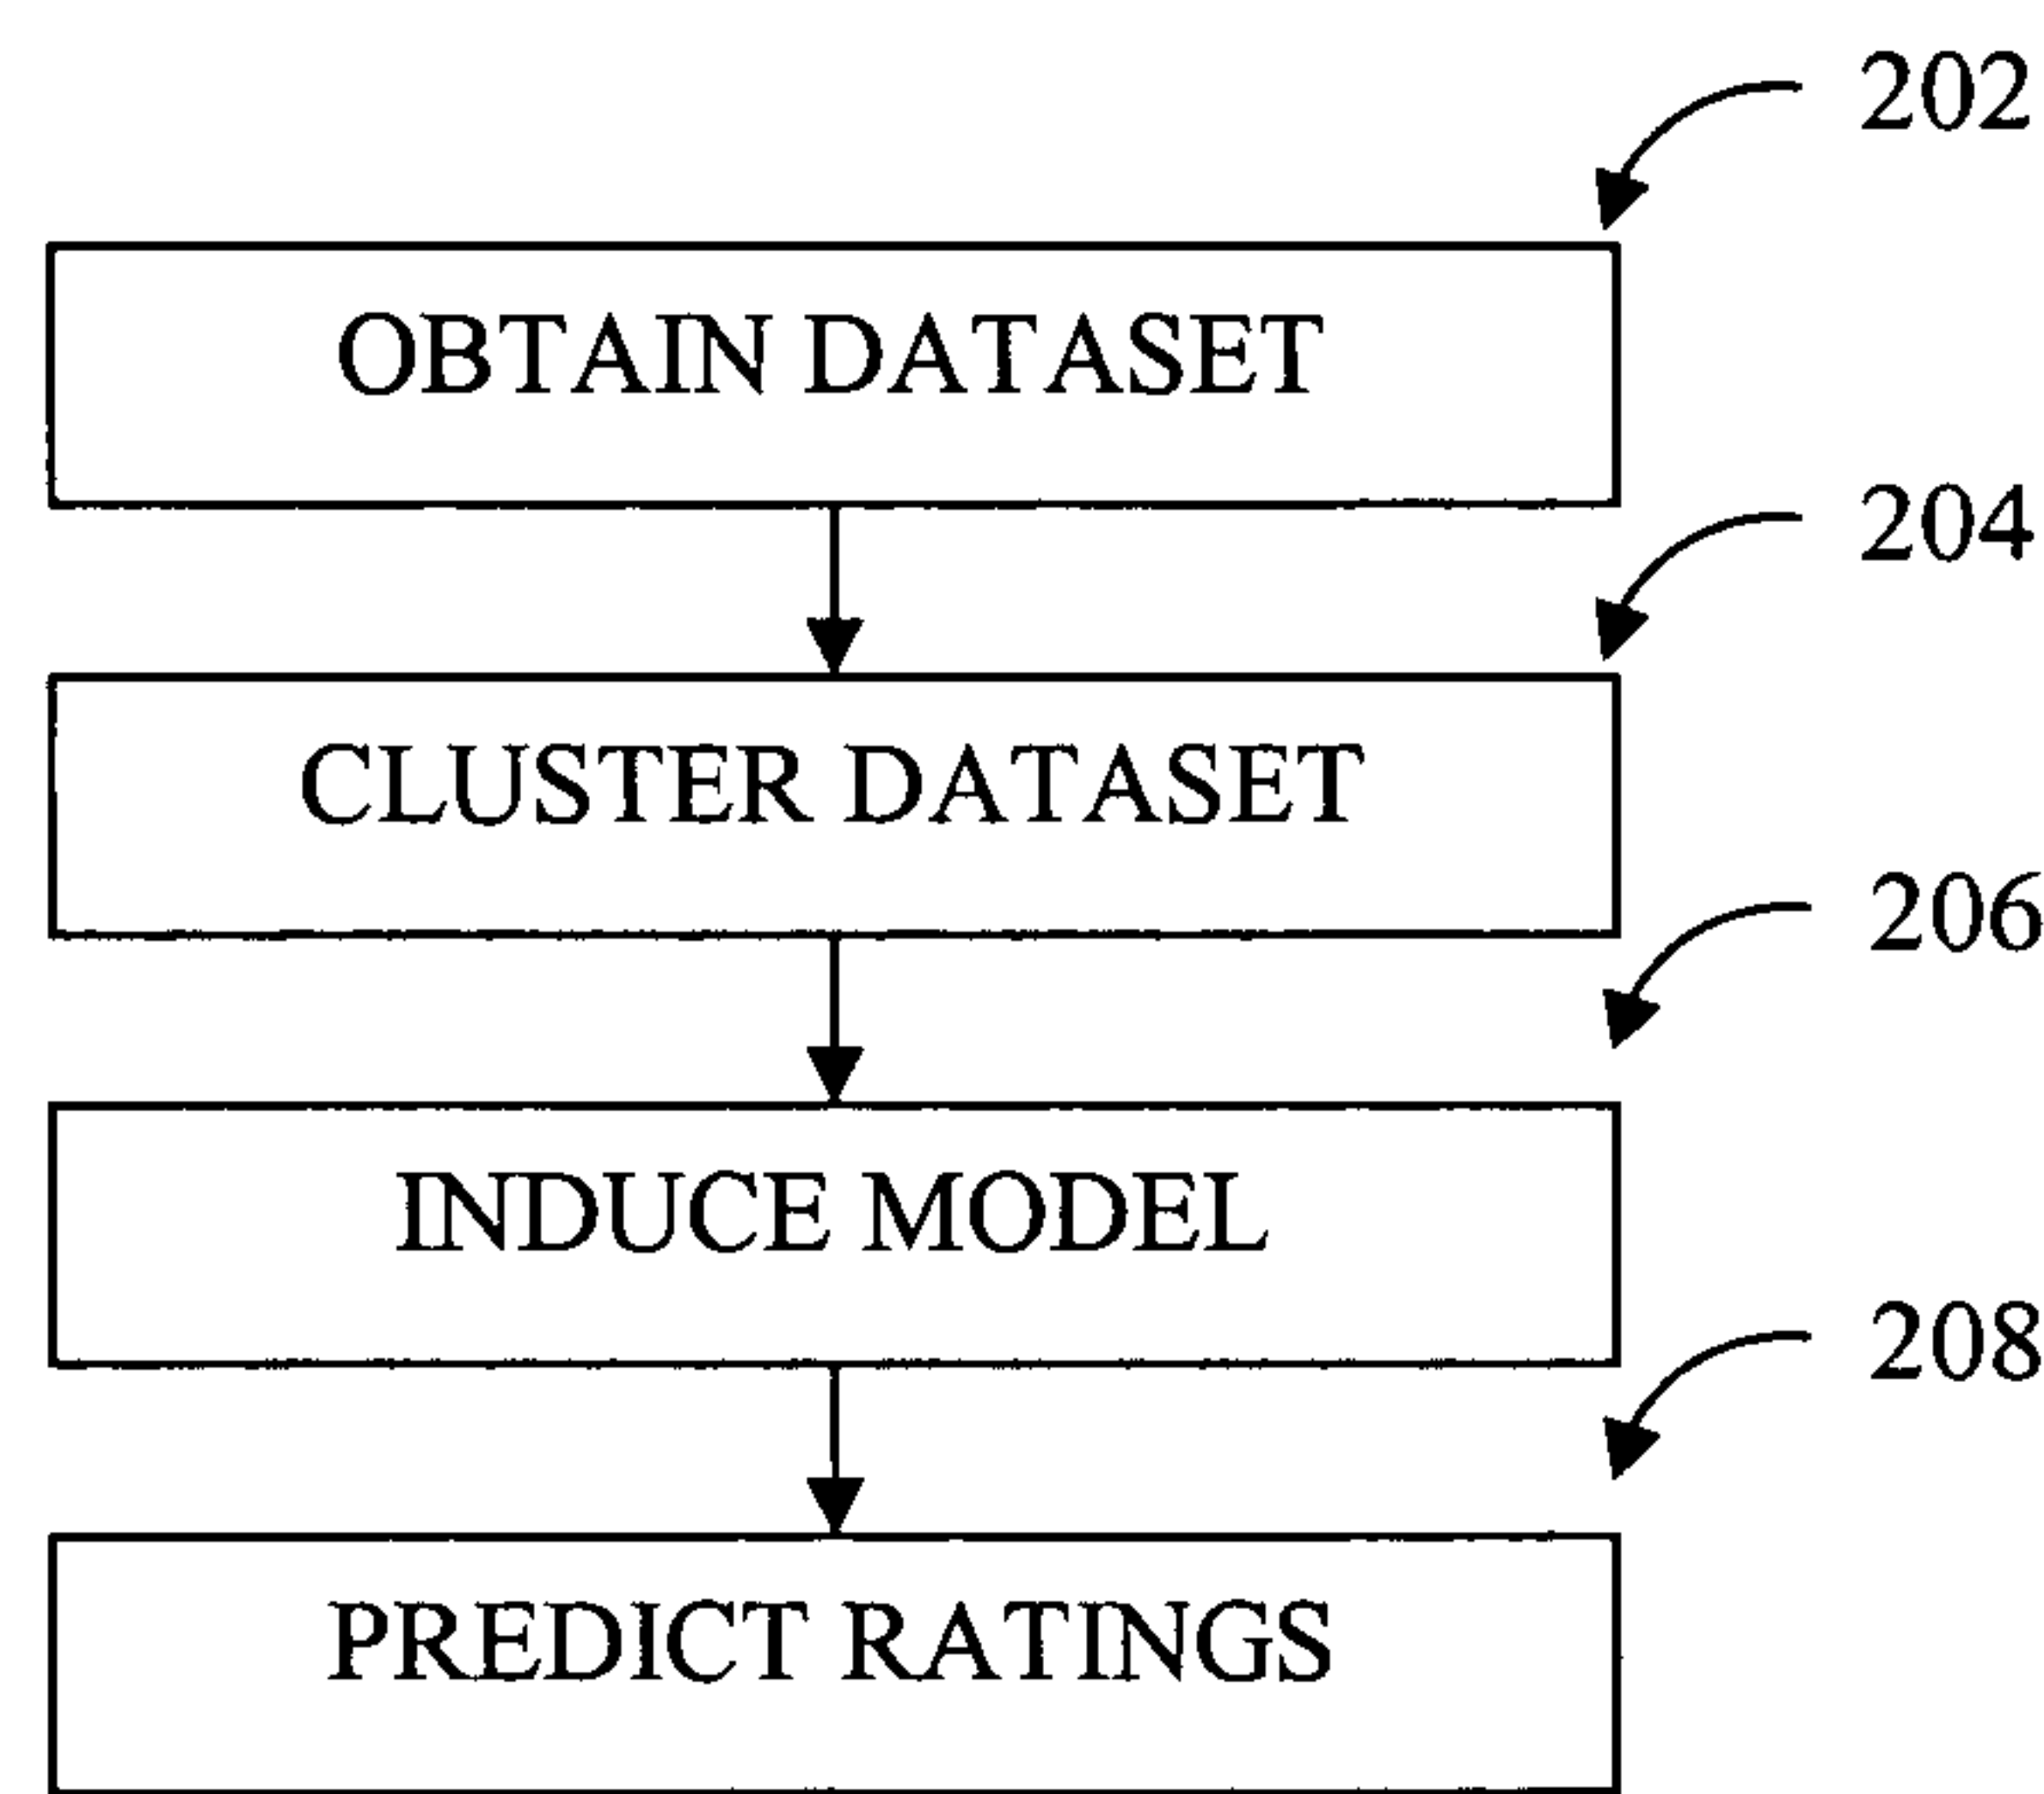 202
OBTAIN DATASET
204
CLUSTER DATASET
206
INDUCE MODEL
208
PREDICT RATINGS